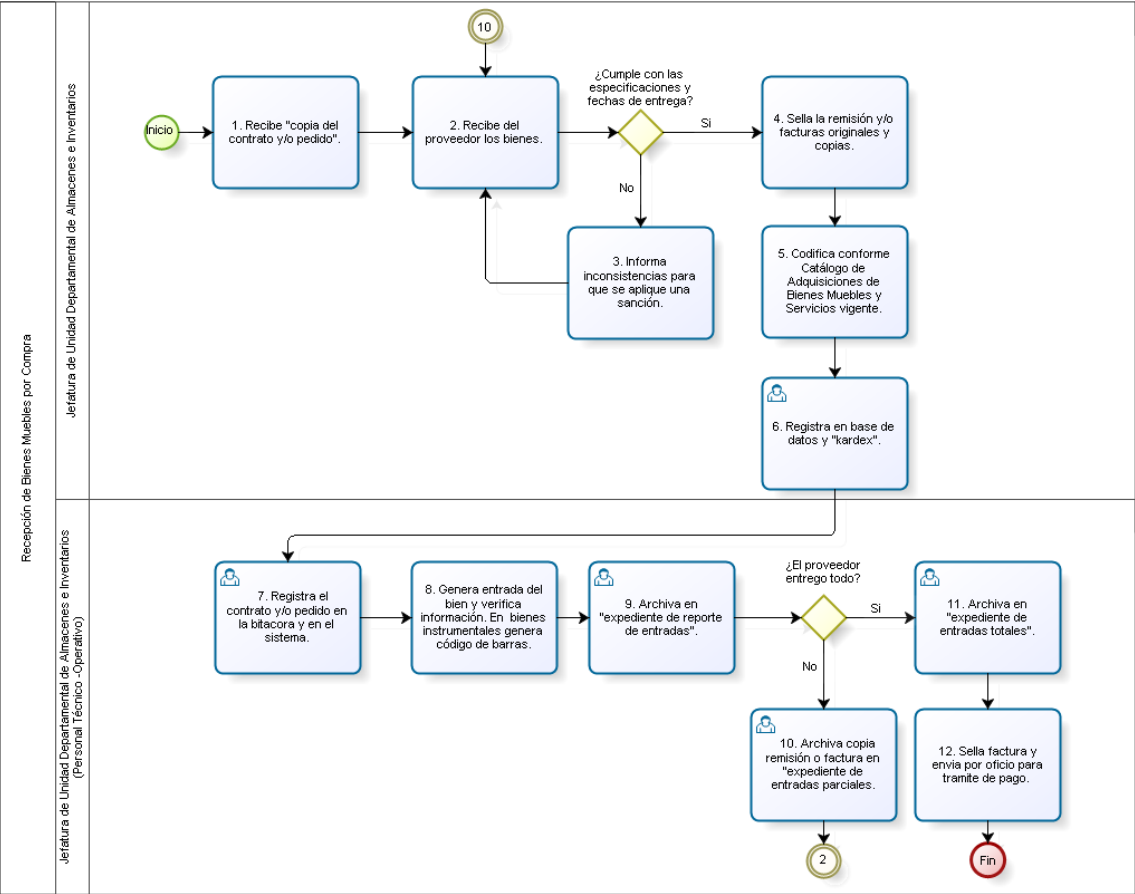 Recepción de Bienes Muebles por Compra
Jefatura de Unidad Departamental de Almacenes e Inventarios
10
Inicio
1. Recibe "copia del
contrato y/o pedido".
2. Recibe del
proveedor los bienes.
¿Cumple con las
especificaciones y
fechas de entrega?
Si
No
3. Informa
inconsistencias para
que se aplique una
sanción.
4. Sella la remisión y/o
facturas originales y
copias.
5. Codifica conforme
Catálogo de
Adquisiciones de
Bienes Muebles y
Servicios vigente.
6. Registra en base de
datos y "kardex".
Jefatura de Unidad Departamental de Almacenes e Inventarios
(Personal Técnico -Operativo)
7. Registra el
contrato y/o pedido en
la bitacora y en el
sistema.
8. Genera entrada del
bien y verifica
información. En bienes
instrumentales genera
código de barras.
9. Archiva en
"expediente de reporte
de entradas".
¿El proveedor
entrego todo?
Si
No
10. Archiva copia
remisión o factura en
"expediente de
entradas parciales.
2
11. Archiva en
"expediente de
entradas totales".
12. Sella factura y
envia por oficio para
tramite de pago.
Fin